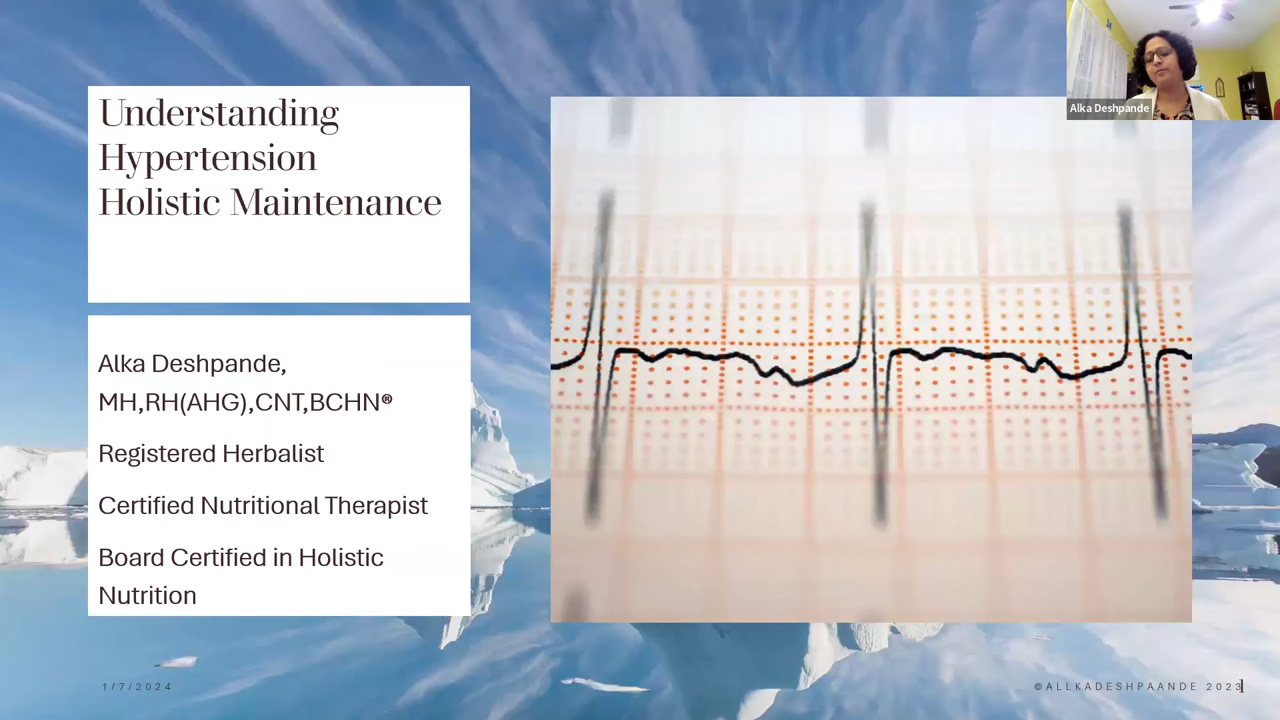 Understanding
Hypertension
Holistic Maintenance
Alka Deshpande,
MH,RH(AHG),CNT,BCHN®
Registered Herbalist
Certified Nutritional Therapist
Board Certified in Holistic
Nutrition
Alka Deshpande
1/7/2024
©ALLKADESHPAANDE 2023